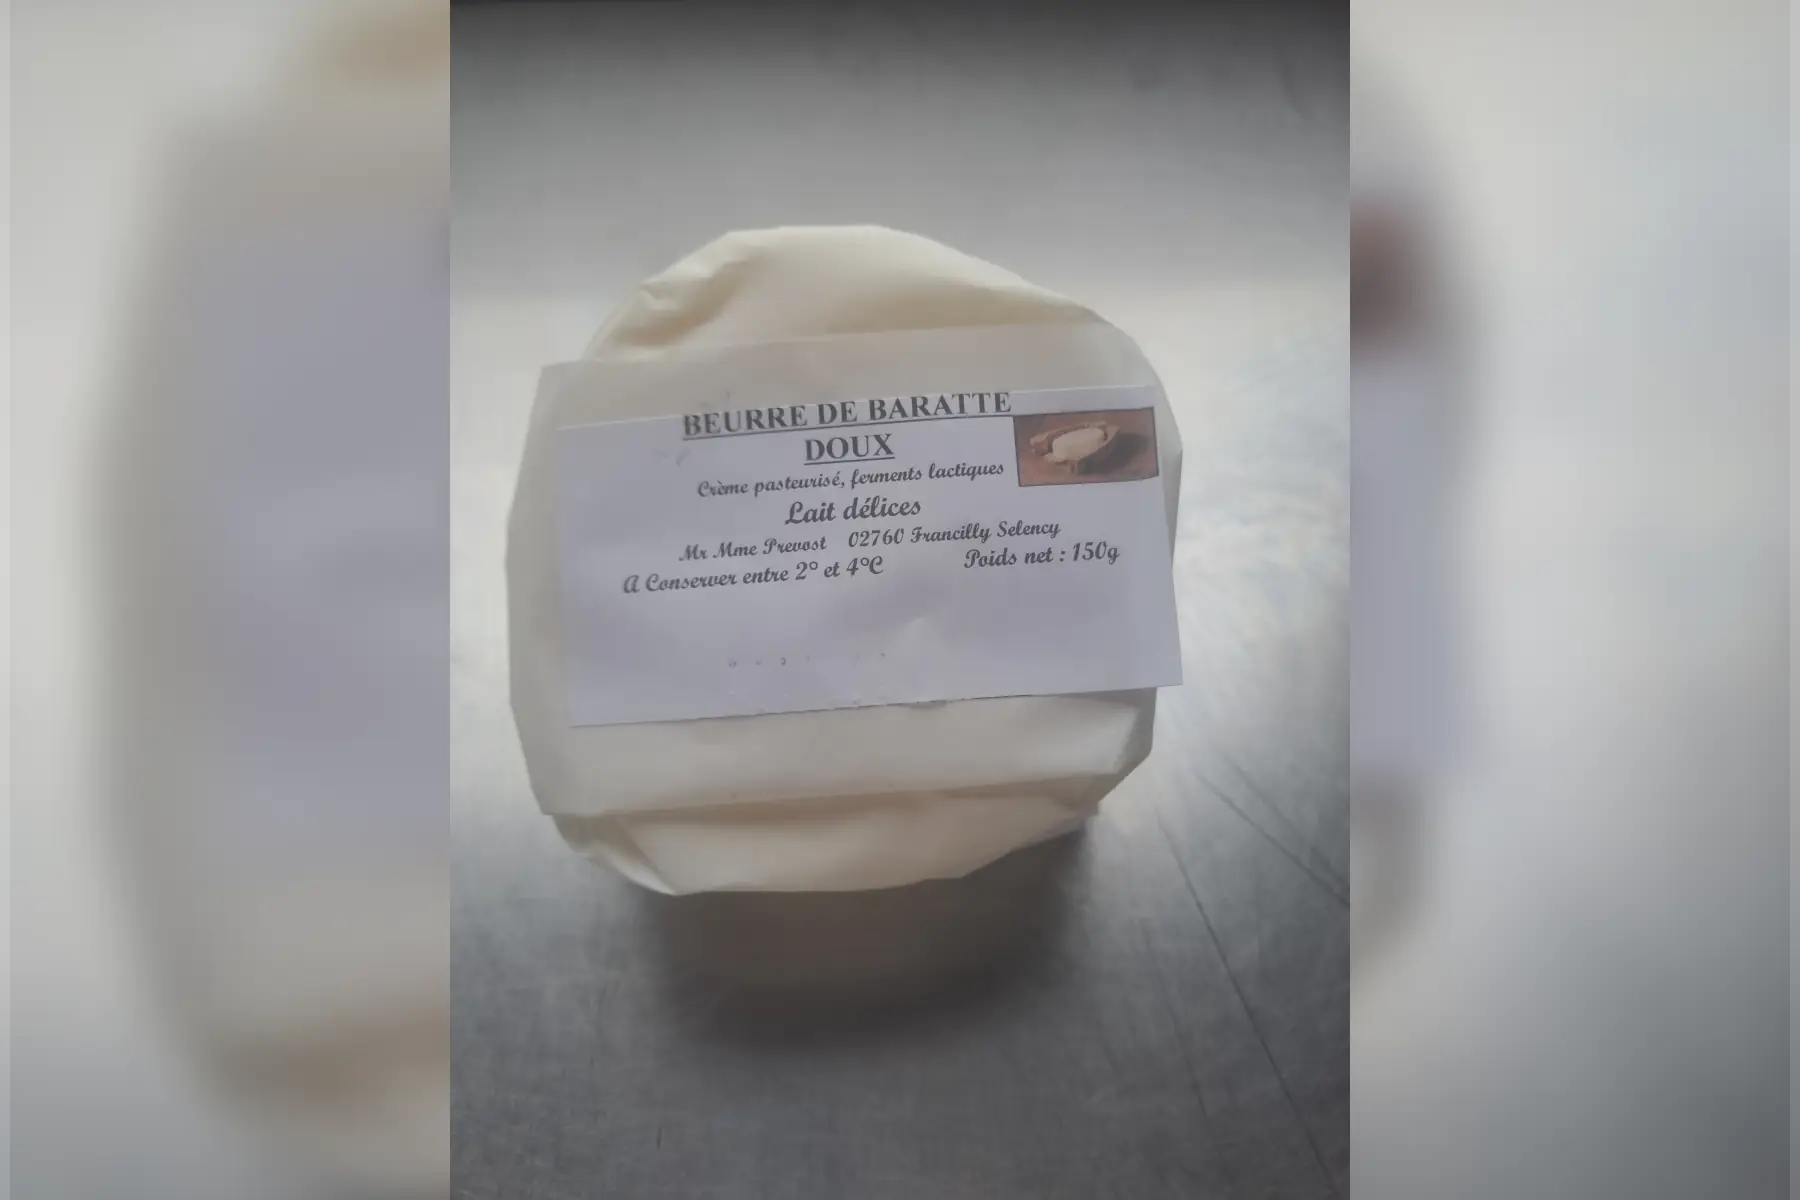 BEURRE DE BARATTE
DOUX
Crème pasteurisé, ferments lactiques
Lait délices
Mr Mme Prevost 02760 Francilly Selency
A Conserver entre 2° et 4°C Poids net : 150g